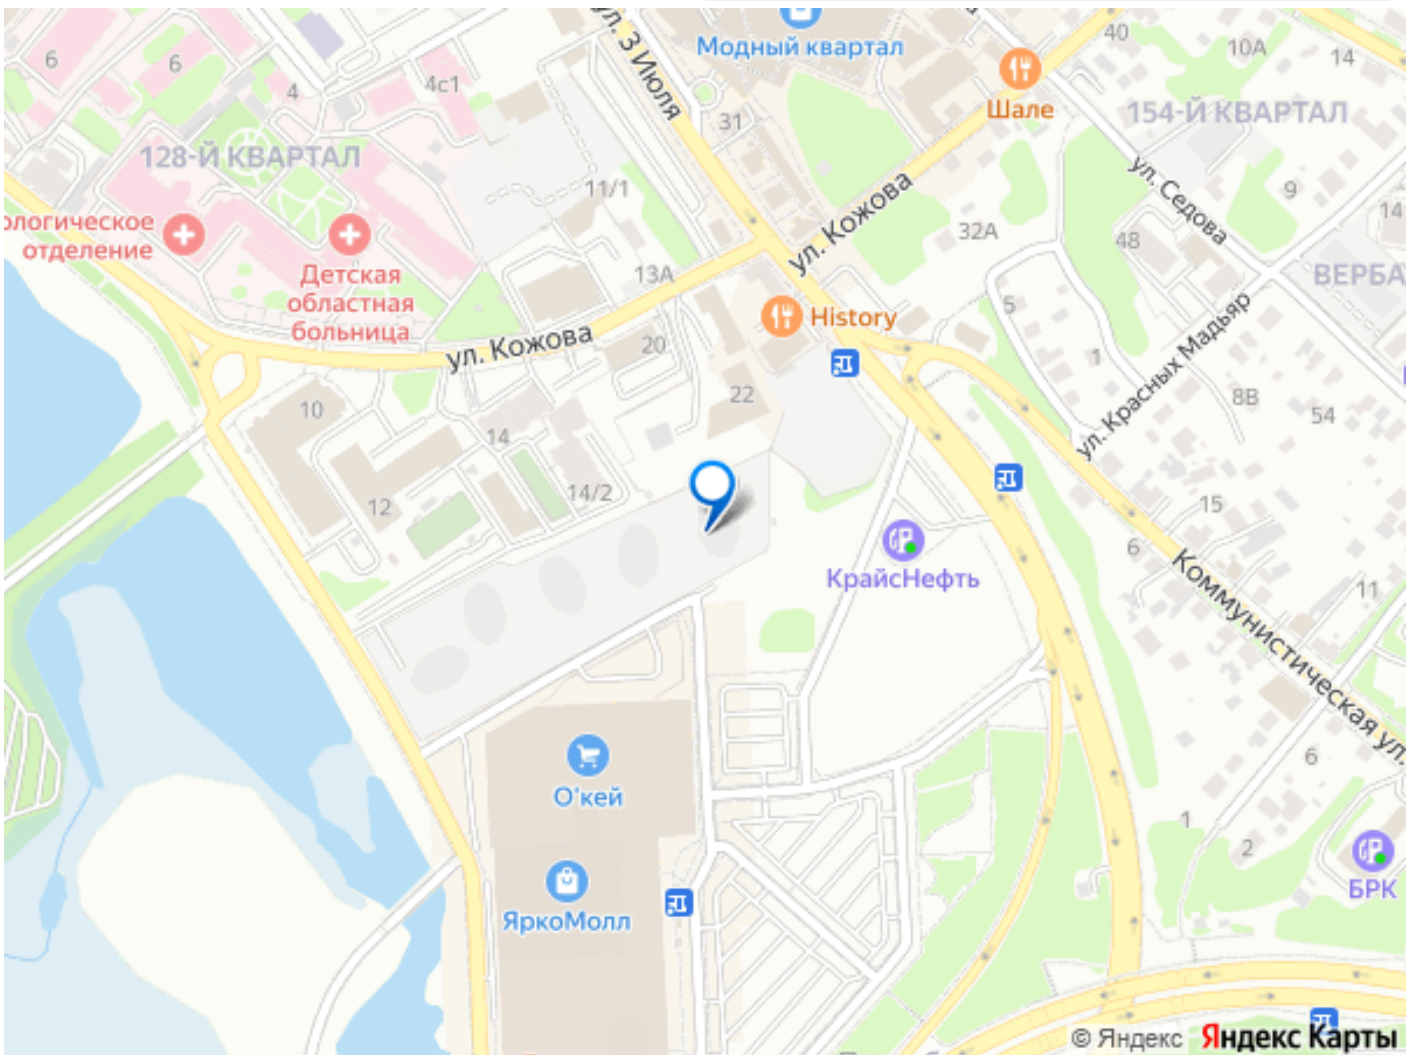 Модный квартал
40
10А
14
6
6
4
4с1
ул. 3 Июля
Шале
154-Й КВАРТАЛ
31
128-Й КВАРТАЛ
ул. Седова
11/1
9
14
ул. Кожова
ологическое
отделение
32А
48
Детская
областная
больница
13А
ВЕРБА
5
History
ул. Красных Мадьяр
ул. Кожова
20
1
22
8В
54
10
14
12
14/2
15
6
КрайсНефть
11
Коммунистическая ул.
6
О'кей
1
2
БРК
ЯркоМолл
© Яндекс Яндекс Карты